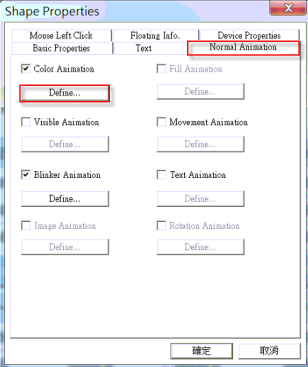 Shape Properties
Mouse Left Click Floating Info. Device Properties
Basic Properties Text Normal Animation
Color Animation Fill Animation
Define... Define...
Visible Animation Movement Animation
Define... Define...
Blinker Animation Text Animation
Define... Define...
Image Animation Rotation Animation
Define... Define...
確定 取消